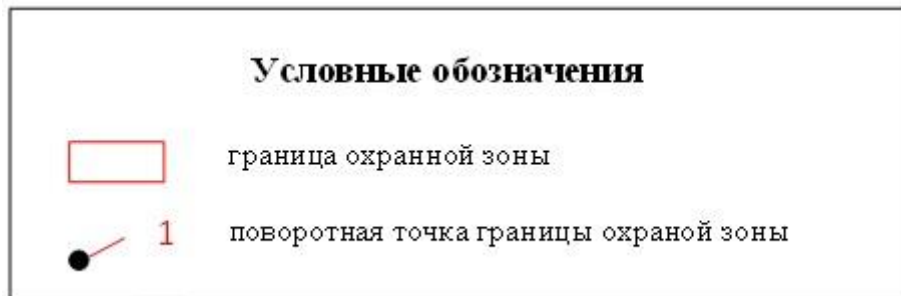 Условные обозначения
граница охранной зоны
1 поворотная точка границы охраной зоны